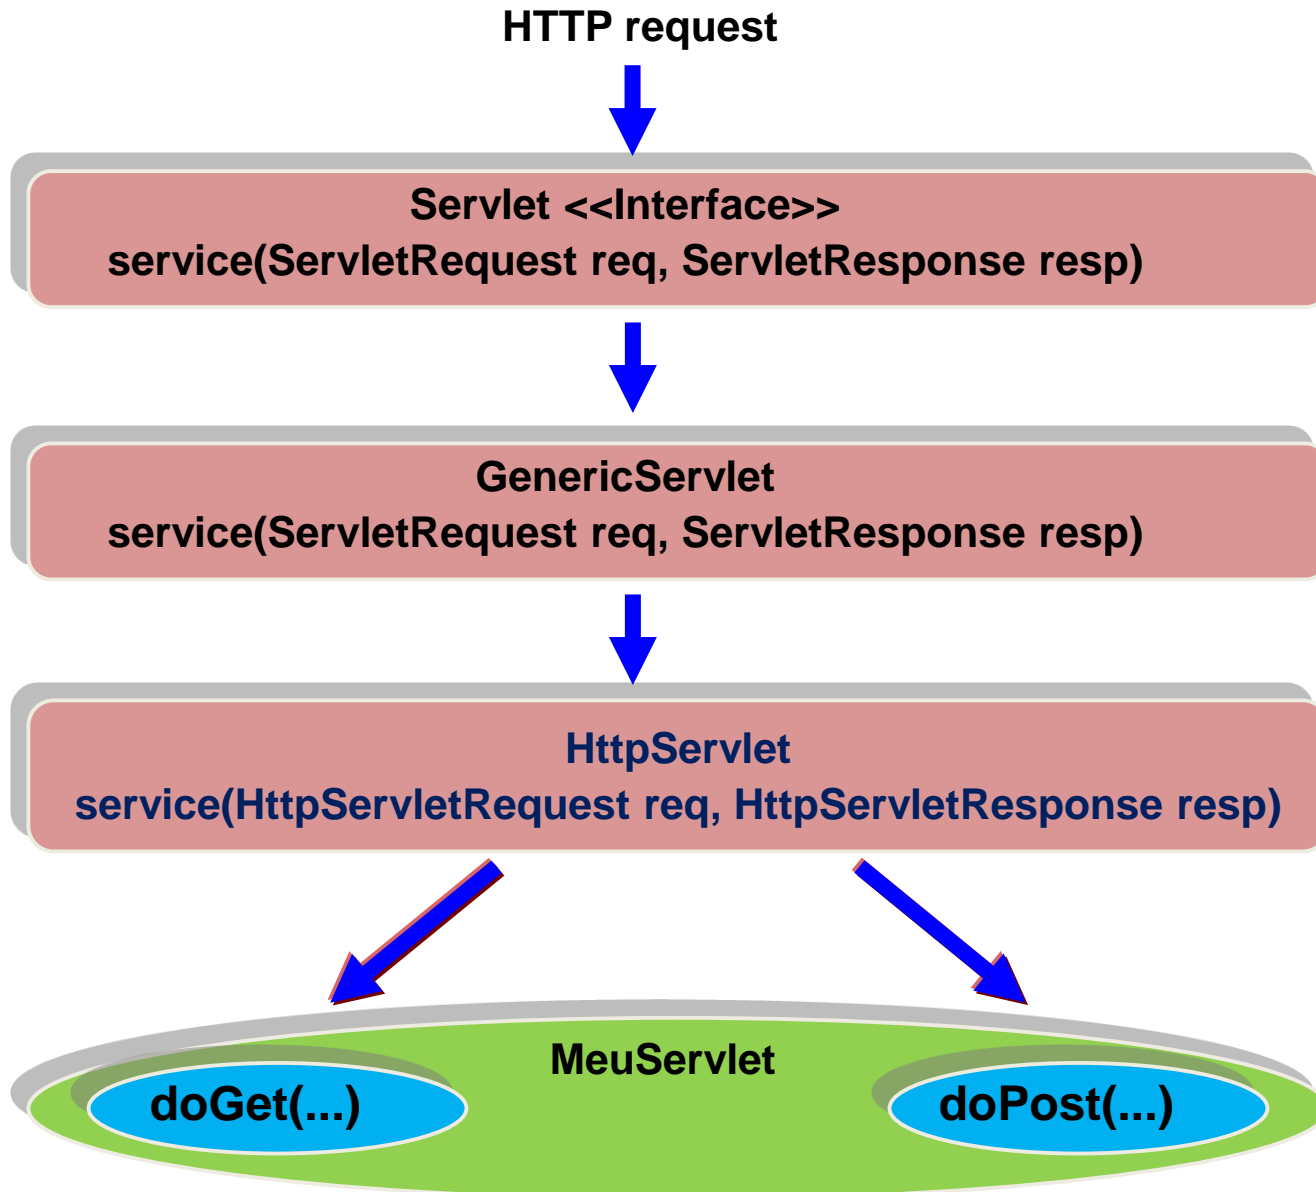 HTTP request
Servlet <<Interface>>
service(ServletRequest req, ServletResponse resp)
GenericServlet
service(ServletRequest req, ServletResponse resp)
HttpServlet
service(HttpServletRequest req, HttpServletResponse resp)
MeuServlet
doGet(...)
doPost(...)